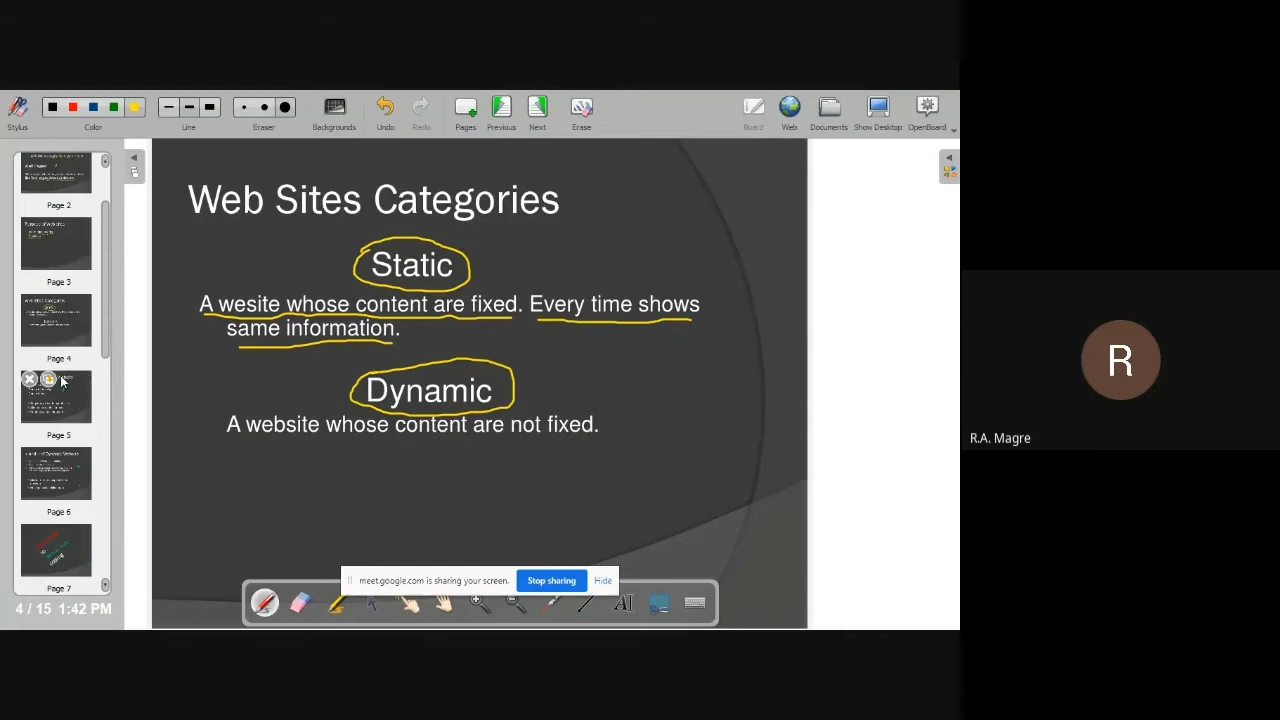 Stylus
Color
Line
Eraser
Backgrounds
Undo
Redo
Pages
Previous
Next
Erase
Board
Web
Documents
Show Desktop
OpenBoard
Page 2
Page 3
Page 4
Page 5
Page 6
Page 7
4 / 15 1:42 PM
Web Sites Categories
Static
A wesite whose content are fixed. Every time shows
same information.
Dynamic
A website whose content are not fixed.
meet.google.com is sharing your screen.
Stop sharing
Hide
R
R.A. Magre